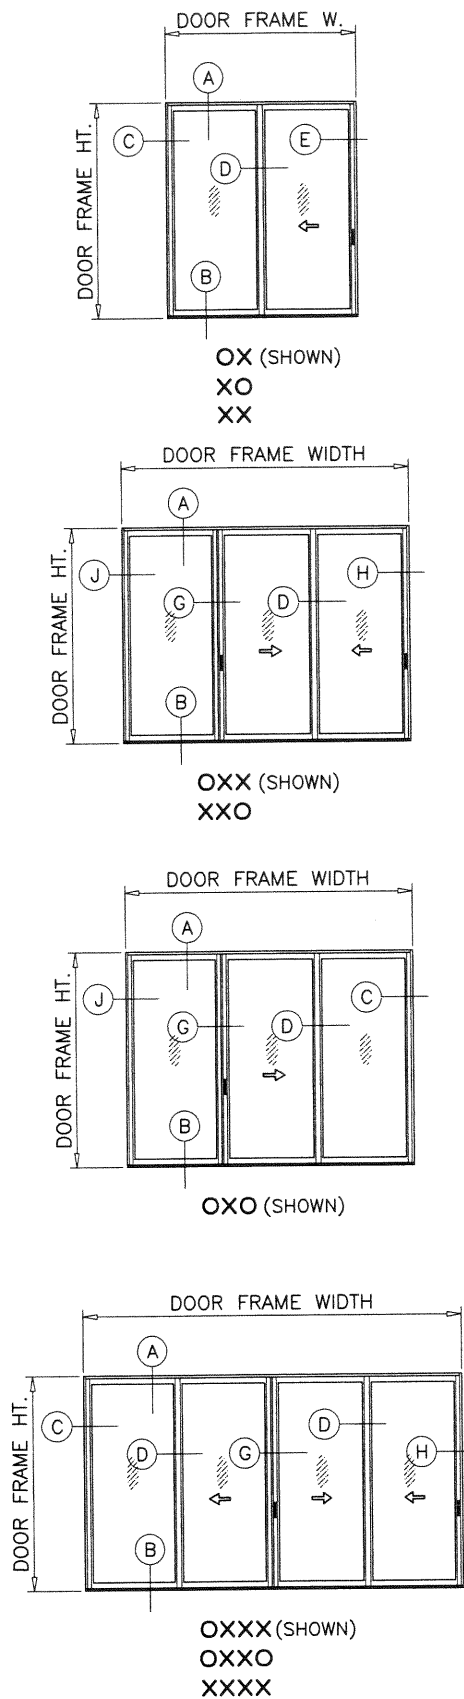 DOOR FRAME W.
A
C
E
D
DOOR FRAME HT.
B
OX (SHOWN)
XO
XX
DOOR FRAME WIDTH
A
J
H
G
D
DOOR FRAME HT.
B
OXX (SHOWN)
XXO
DOOR FRAME WIDTH
A
J
C
G
D
DOOR FRAME HT.
B
OXO (SHOWN)
DOOR FRAME WIDTH
A
C
D
D
G
H
DOOR FRAME HT.
B
OXXX (SHOWN)
OXXO
XXXX